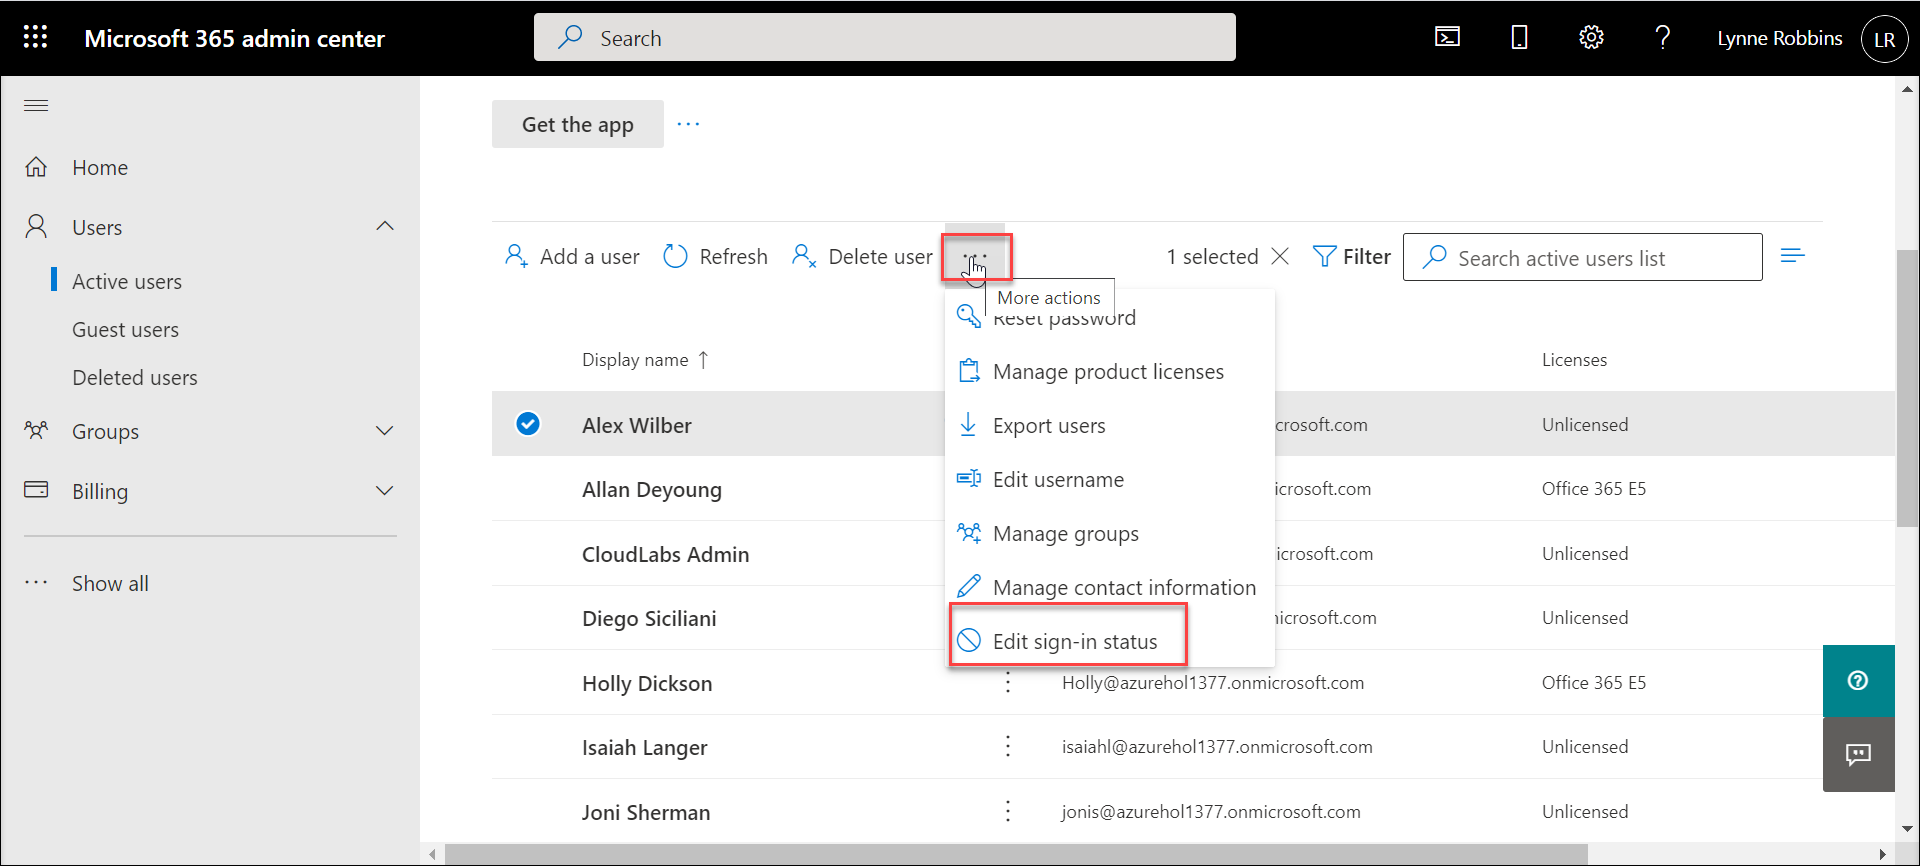 Microsoft 365 admin center
Search
Lynne Robbins
LR
Get the app
Home
Users
Active users
Guest users
Deleted users
Groups
Billing
Show all
Add a user
Refresh
Delete user
1 selected
Filter
Search active users list
More actions
Reset password
Manage product licenses
Export users
Edit username
Manage groups
Manage contact information
Edit sign-in status
Display name ↑
Licenses
Alex Wilber crosoft.com Unlicensed
Allan Deyoung icrosoft.com Office 365 E5
CloudLabs Admin icrosoft.com Unlicensed
Diego Siciliani nicrosoft.com Unlicensed
Holly Dickson Holly@azurehol1377.onmicrosoft.com Office 365 E5
Isaiah Langer isaiahl@azurehol1377.onmicrosoft.com Unlicensed
Joni Sherman jonis@azurehol1377.onmicrosoft.com Unlicensed